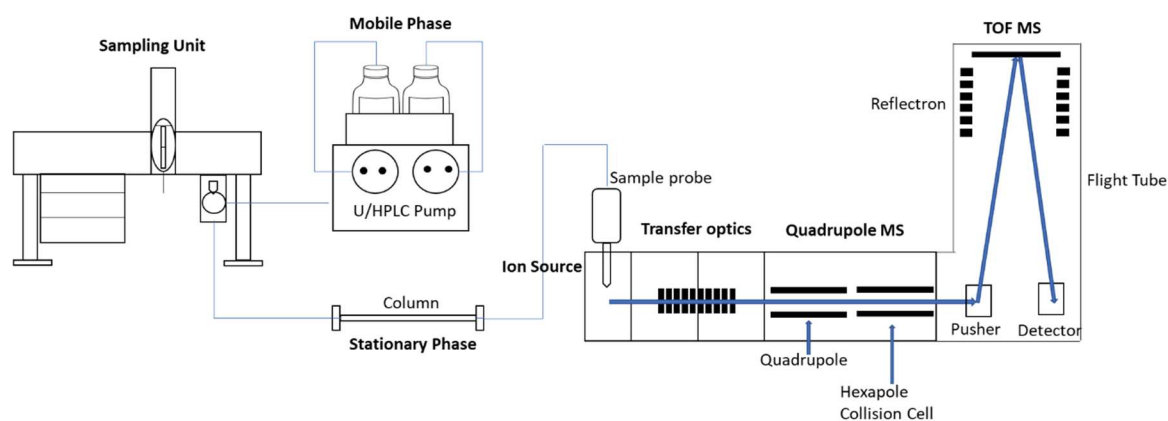 Mobile Phase
TOF MS
Sampling Unit
Reflectron
Sample probe
Flight Tube
U/HPLC Pump
Transfer optics
Quadrupole MS
Ion Source
Column
Pusher
Detector
Stationary Phase
Quadrupole
Hexapole
Collision Cell